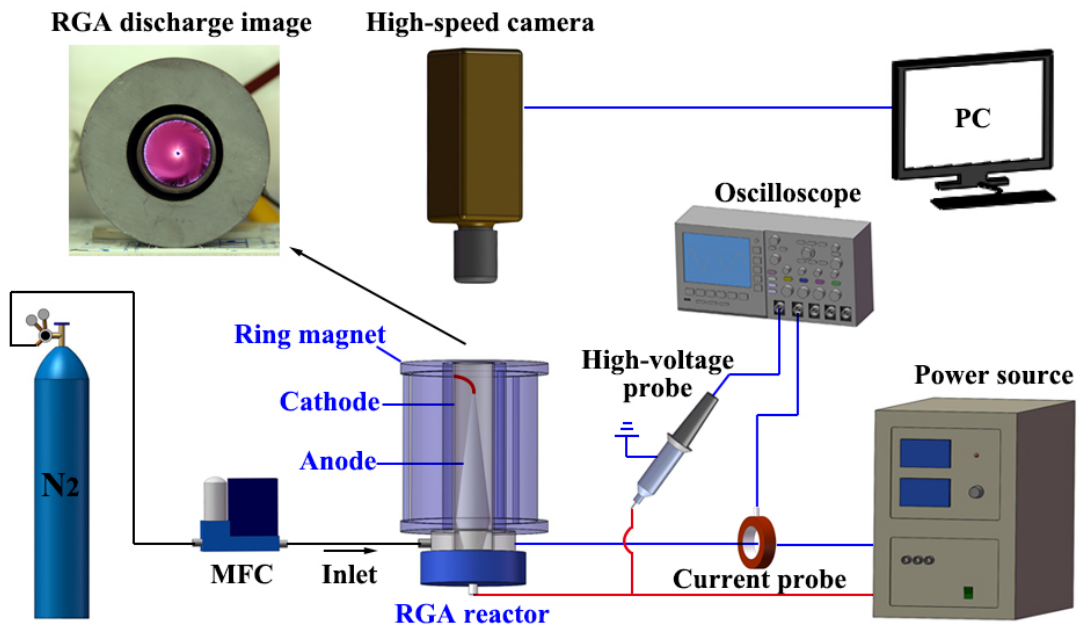 RGA discharge image
High-speed camera
PC
Oscilloscope
Ring magnet
High-voltage
probe
Power source
Cathode
Anode
N2
MFC
Inlet
Current probe
RGA reactor